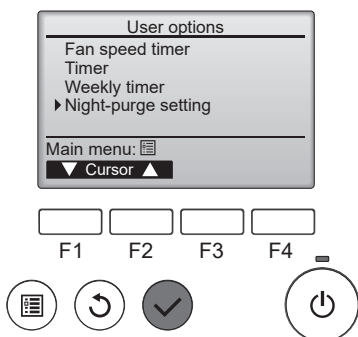 User options
Fan speed timer
Timer
Weekly timer
Night-purge setting
Main menu:
Cursor
F1 F2 F3 F4